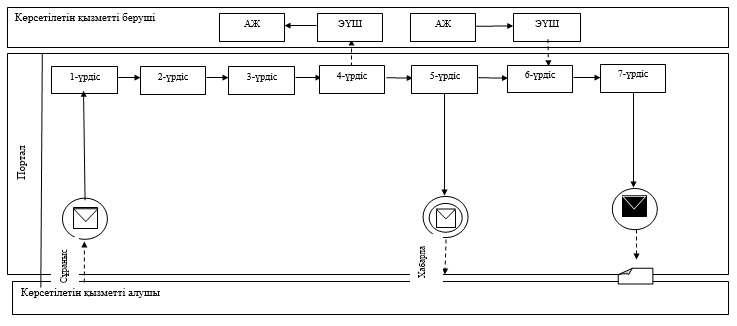 Көрсетілетін қызметті беруші
АЖ ЭҮШ АЖ ЭҮШ
1-үрдіс 2-үрдіс 3-үрдіс 4-үрдіс 5-үрдіс 6-үрдіс 7-үрдіс
Портал
Сұраныс
Хабарла
Көрсетілетін қызметті алушы